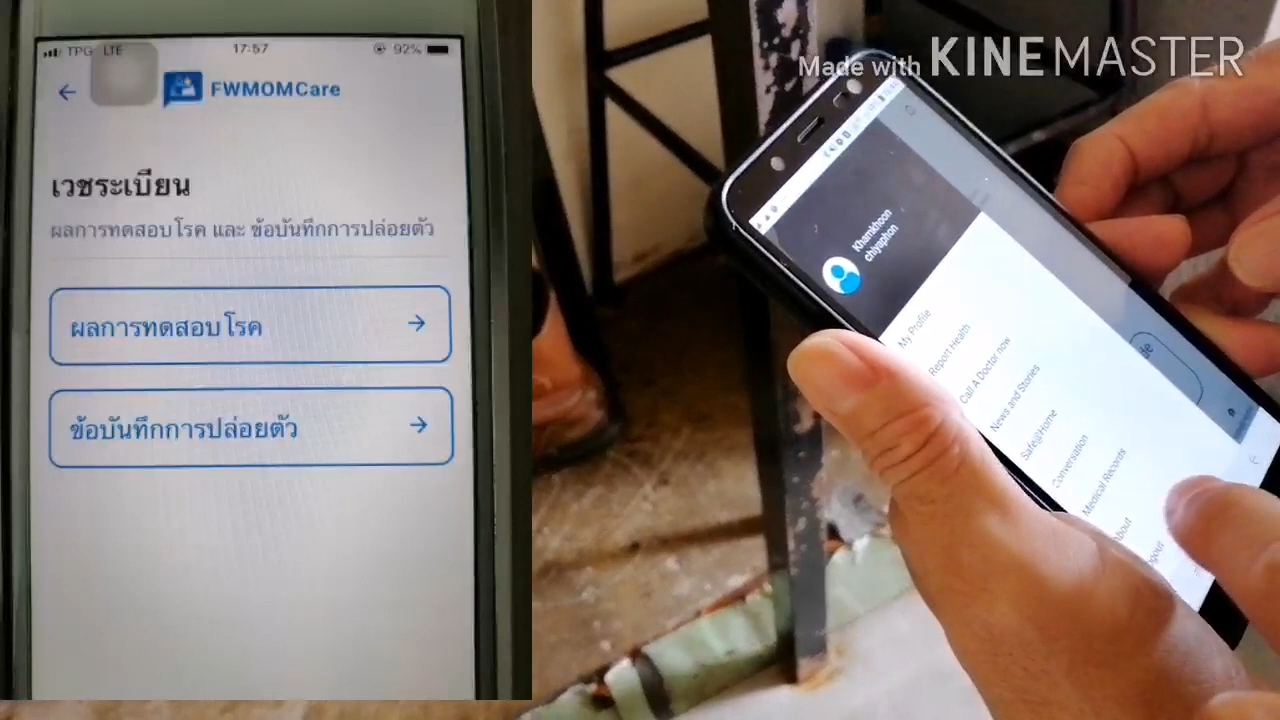 TPG LTE 17:57 92%
FWMOMCare
เวชระเบียน
ผลการทดสอบโรค และ ข้อบันทึกการปล่อยตัว
ผลการทดสอบโรค
ข้อบันทึกการปล่อยตัว
Made with KINEMASTER
Khamkhoon
chiyaphon
My Profile
Report Health
Call A Doctor now
News and Stories
Safe@Home
Conversation
Medical Records